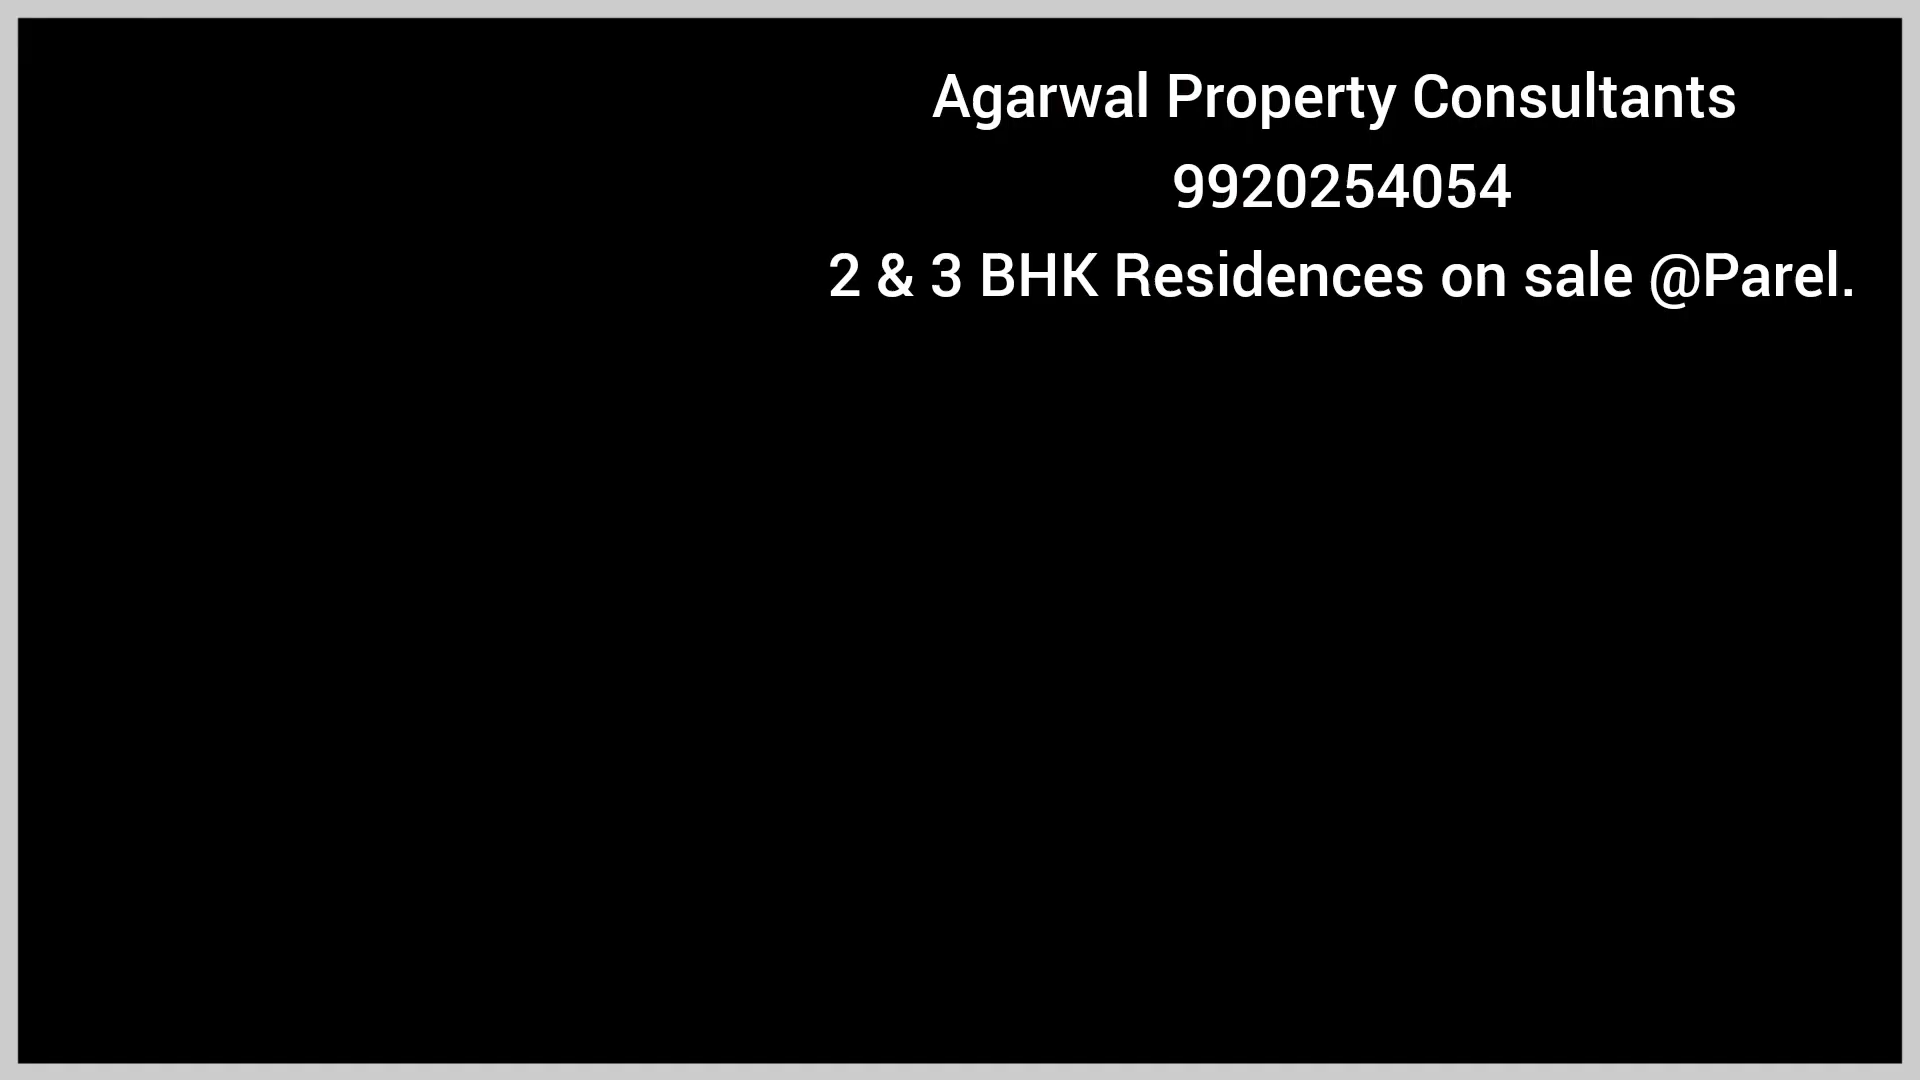 Agarwal Property Consultants
9920254054
2 & 3 BHK Residences on sale @Parel.